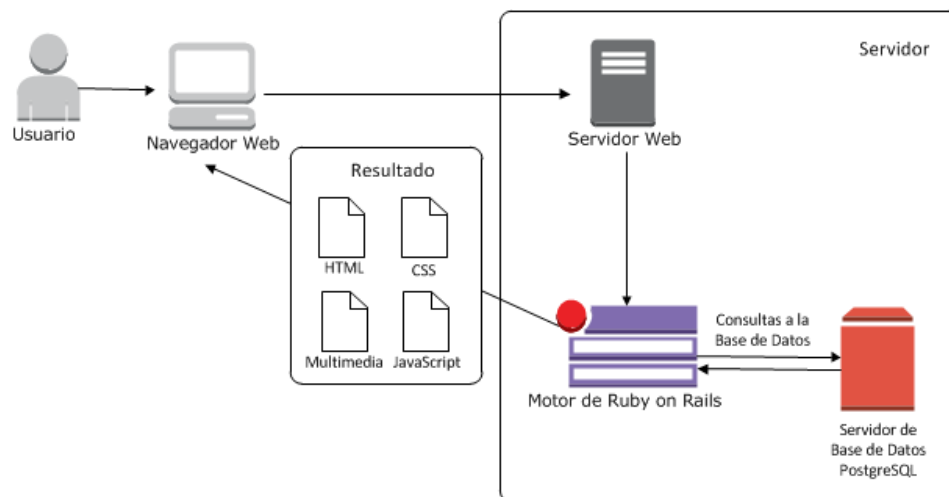 Servidor
Usuario
Navegador Web
Servidor Web
Resultado
HTML
CSS
Multimedia
JavaScript
Consultas a la
Base de Datos
Motor de Ruby on Rails
Servidor de
Base de Datos
PostgreSQL